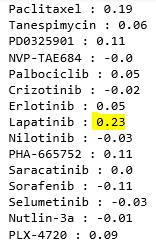 Paclitaxel : 0.19
Tanespimycin : 0.06
PD0325901 : 0.11
NVP-TAE684 : -0.0
Palbociclib : 0.05
Crizotinib : -0.02
Erlotinib : 0.05
Lapatinib : 0.23
Nilotinib : -0.03
PHA-665752 : 0.11
Saracatinib : 0.0
Sorafenib : -0.11
Selumetinib : -0.03
Nutlin-3a : -0.01
PLX-4720 : 0.09